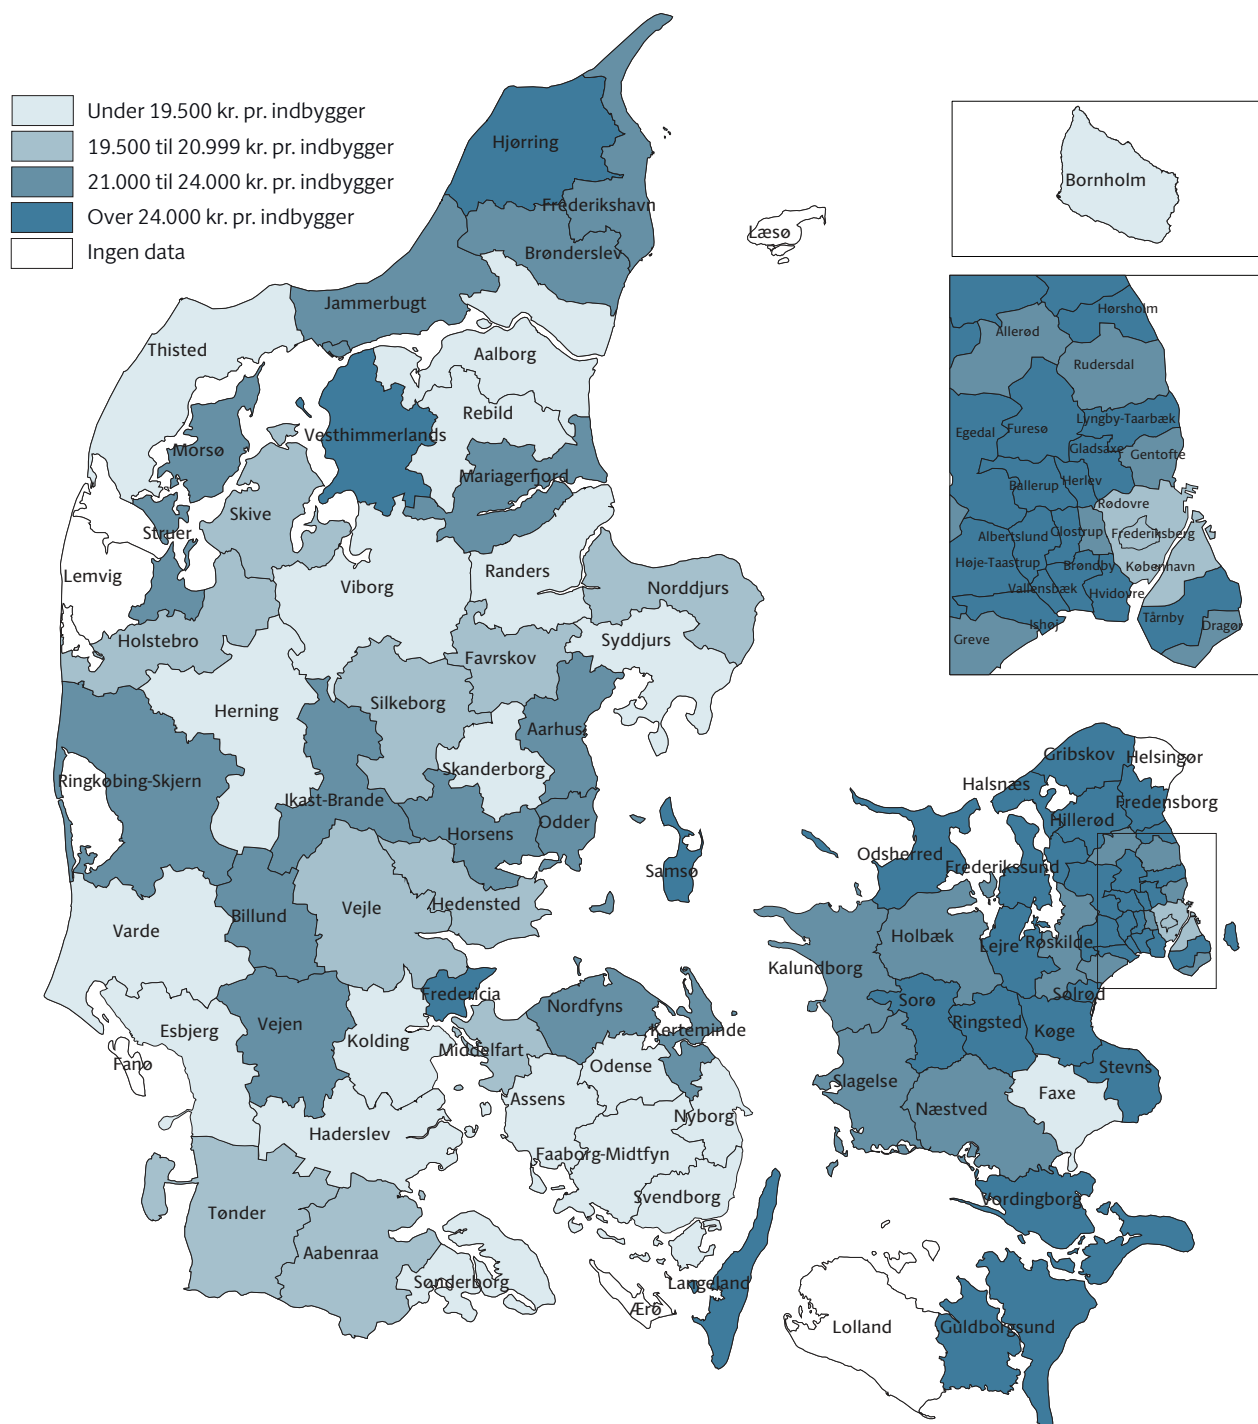 Under 19.500 kr. pr. indbygger
19.500 til 20.999 kr. pr. indbygger
21.000 til 24.000 kr. pr. indbygger
Over 24.000 kr. pr. indbygger
Ingen data
Hjørring
Frederikshavn
Brønderslev
Læsø
Jammerbugt
Thisted
Aalborg
Rebild
Vesthimmerlands
Morsø
Mariagerfjord
Skive
Struer
Lemvig
Viborg
Randers
Norddjurs
Holstebro
Favrskov
Syddjurs
Herning
Silkeborg
Aarhus
Skanderborg
Ringkøbing-Skjern
Ikast-Brande
Horsens
Odder
Samsø
Hedensted
Vejle
Billund
Varde
Fredericia
Nordfyns
Kerteminde
Esbjerg
Vejen
Kolding
Middelfart
Fanø
Odense
Assens
Nyborg
Haderslev
Faaborg-Midtfyn
Svendborg
Tønder
Aabenraa
Sønderborg
Langeland
Ærö
Bornholm
Hørsholm
Allerød
Rudersdal
Lyngby-Taarbæk
Egedal
Furesø
Gladsaxe
Gentofte
Ballerup
Herlev
Rødovre
Albertslund
Glostrup
Frederiksberg
Høje-Taastrup
Brøndby
København
Vallensbæk
Hvidovre
Ishøj
Tårnby
Dragør
Greve
Gribskov
Helsingør
Halsnæs
Fredensborg
Hillerød
Odsherred
Frederikssund
Holbæk
Lejre
Røskilde
Kalundborg
Solrød
Sorø
Ringsted
Køge
Stevns
Slagelse
Næstved
Faxe
Vordingborg
Lolland
Guldborgsund